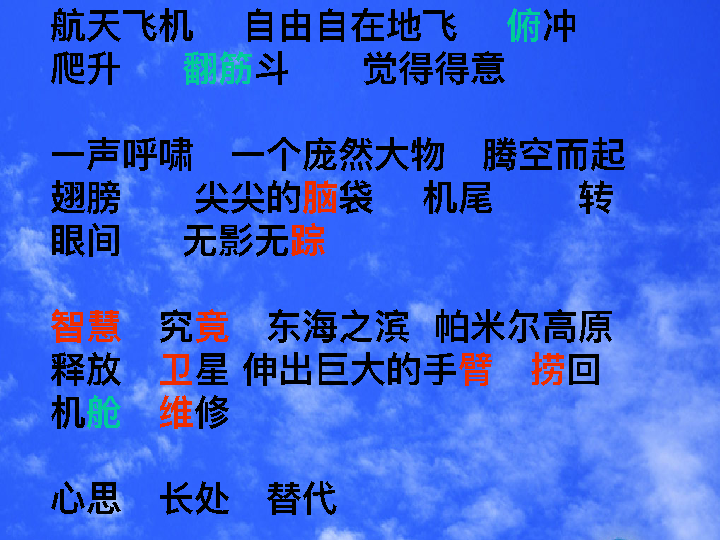 航天飞机 自由自在地飞 俯冲
爬升 翻筋斗 觉得得意
一声呼啸 一个庞然大物 腾空而起
翅膀 尖尖的脑袋 机尾 转
眼间 无影无踪
智慧 究竟 东海之滨 帕米尔高原
释放 卫星 伸出巨大的手臂 捞回
机舱 维修
心思 长处 替代